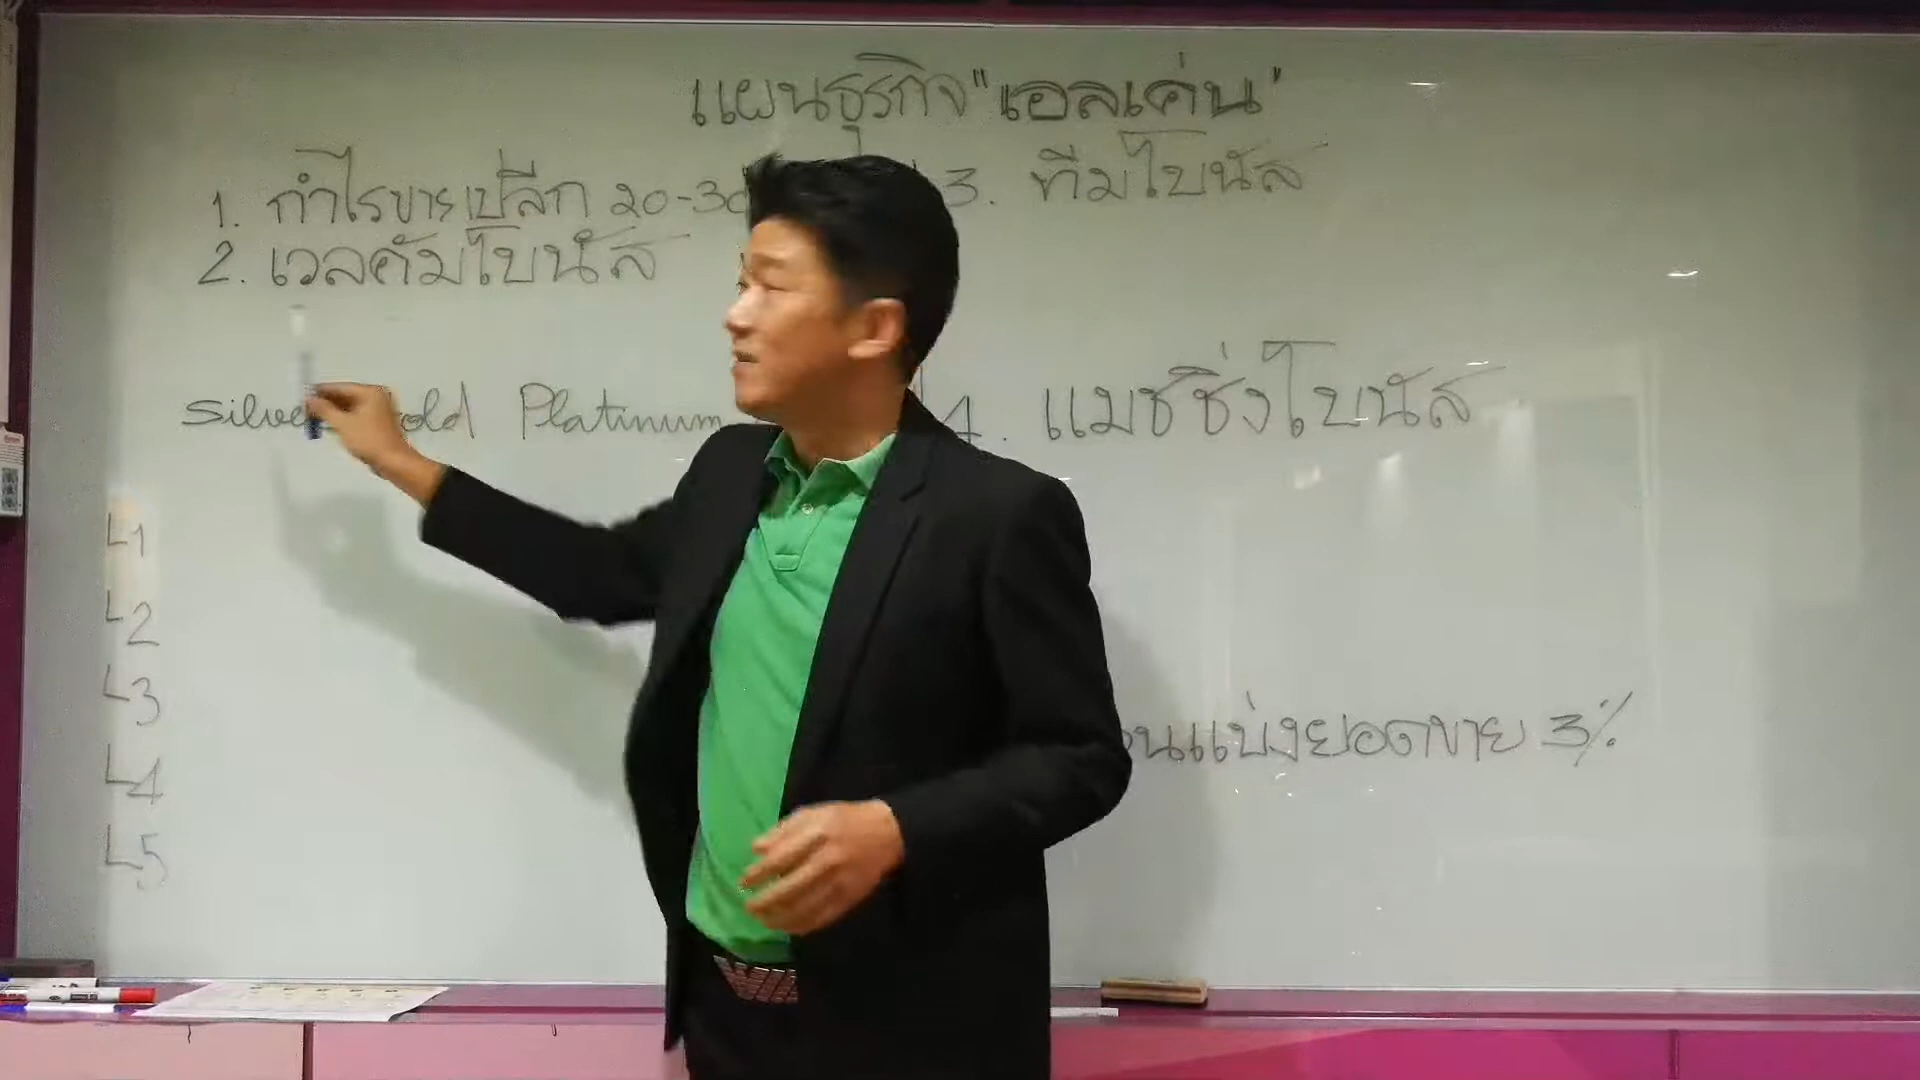 แผนธุรกิจ "เอลเค่น"
1. กำไรขายปลีก 20-30
2. เวลคัมโบนัส
3. ทีมโบนัส
Silver Gold Platinum
4. แมชชิ่งโบนัส
L1
L2
L3
L4
L5
นแบ่งยอดขาย 3%